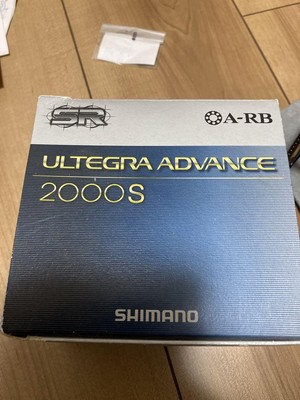 SR
A-RB
ULTEGRA ADVANCE
2000S
SHIMANO